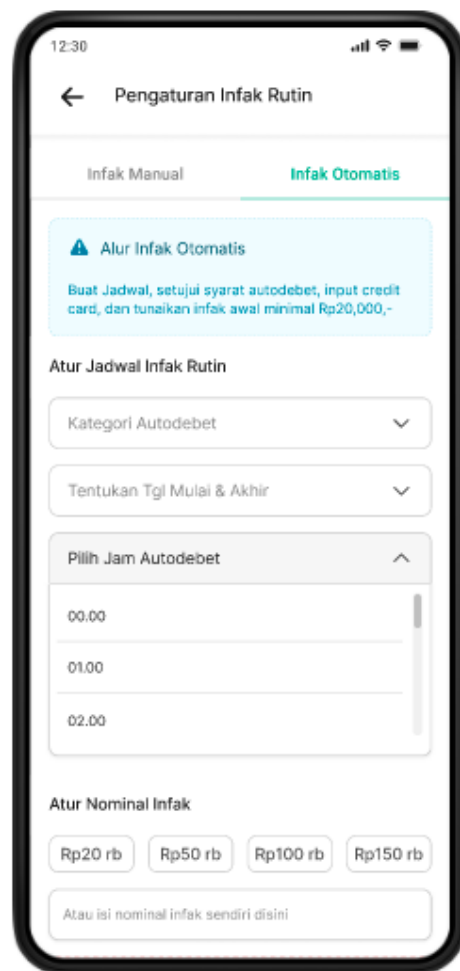 12:30
Pengaturan Infak Rutin
Infak Manual
Infak Otomatis
Alur Infak Otomatis
Buat Jadwal, setujui syarat autodebet, input credit
card, dan tunaikan infak awal minimal Rp20,000,-
Atur Jadwal Infak Rutin
Kategori Autodebet
Tentukan Tgl Mulai & Akhir
Pilih Jam Autodebet
00.00
01.00
02.00
Atur Nominal Infak
Rp20 rb
Rp50 rb
Rp100 rb
Rp150 rb
Atau isi nominal infak sendiri disini